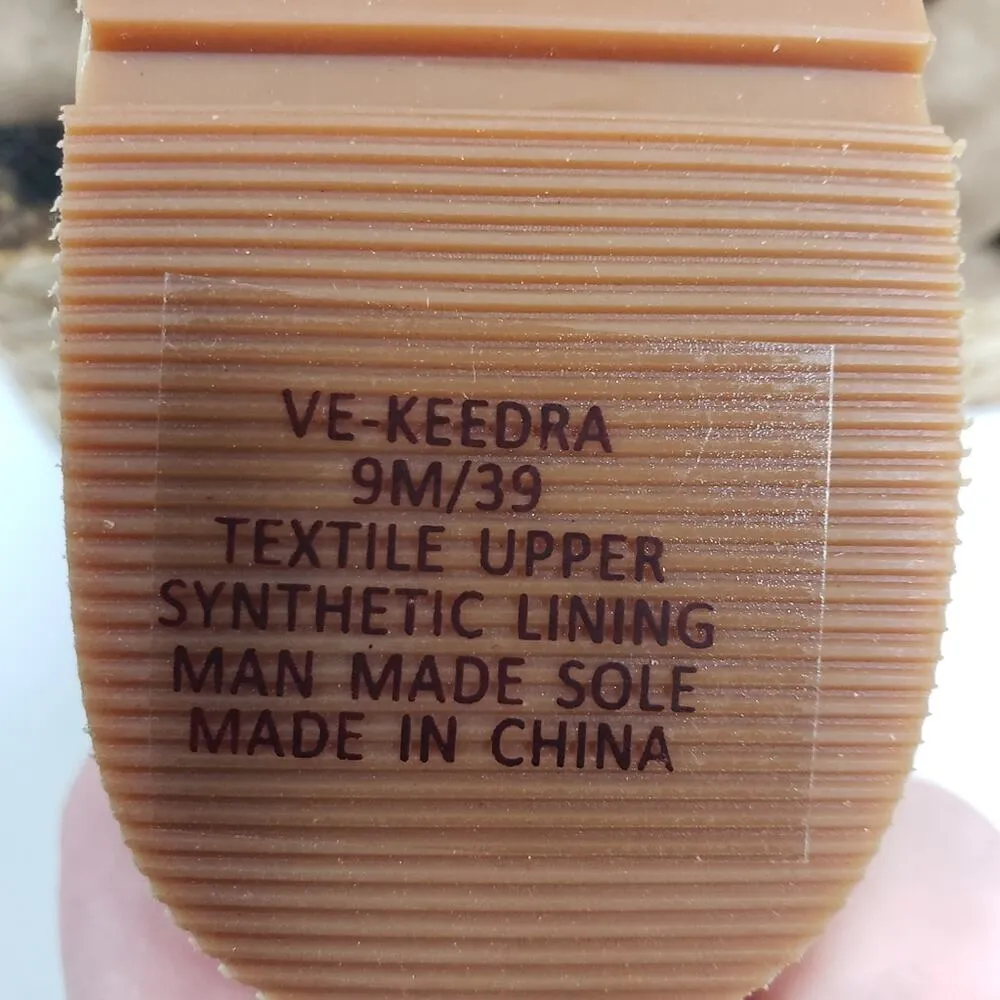 VE-KEEDRA
9M/39
TEXTILE UPPER
SYNTHETIC LINING
MAN MADE SOLE
MADE IN CHINA